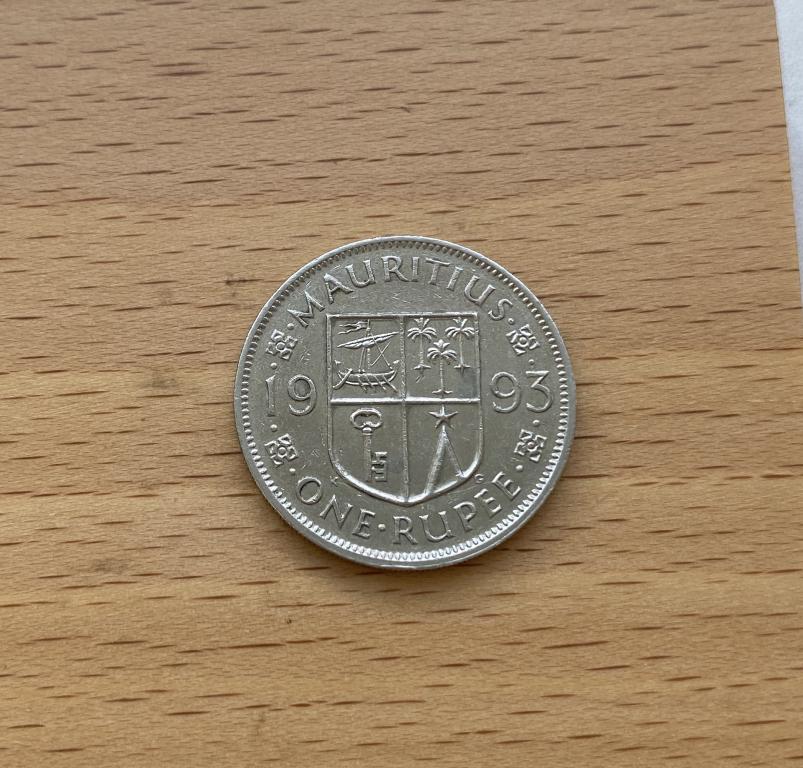 ·MAURITIUS·
1993
K G
·ONE·RUPEE·